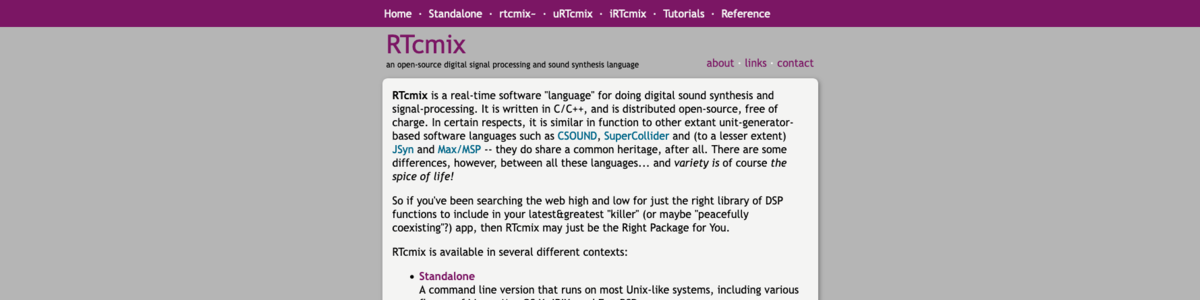 Home · Standalone · rtcmix~ · uRTcmix · iRTcmix · Tutorials · Reference
RTcmix
an open-source digital signal processing and sound synthesis language
about · links · contact
RTcmix is a real-time software "language" for doing digital sound synthesis and
signal-processing. It is written in C/C++, and is distributed open-source, free of
charge. In certain respects, it is similar in function to other extant unit-generator-
based software languages such as CSOUND, SuperCollider and (to a lesser extent)
JSyn and Max/MSP -- they do share a common heritage, after all. There are some
differences, however, between all these languages... and variety is of course the
spice of life!
So if you've been searching the web high and low for just the right library of DSP
functions to include in your latest&greatest "killer" (or maybe "peacefully
coexisting"?) app, then RTcmix may just be the Right Package for You.
RTcmix is available in several different contexts:
• Standalone
A command line version that runs on most Unix-like systems, including various